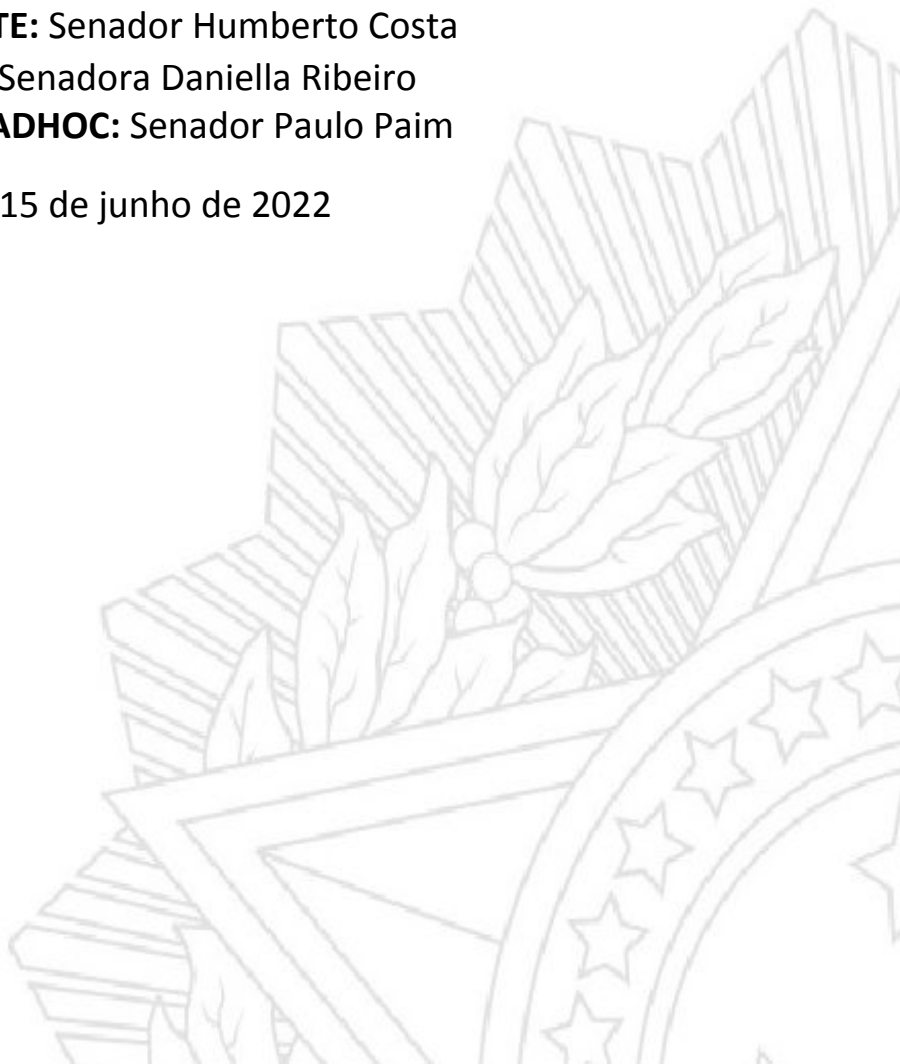 TE: Senador Humberto Costa
Senadora Daniella Ribeiro
ADHOC: Senador Paulo Paim
15 de junho de 2022